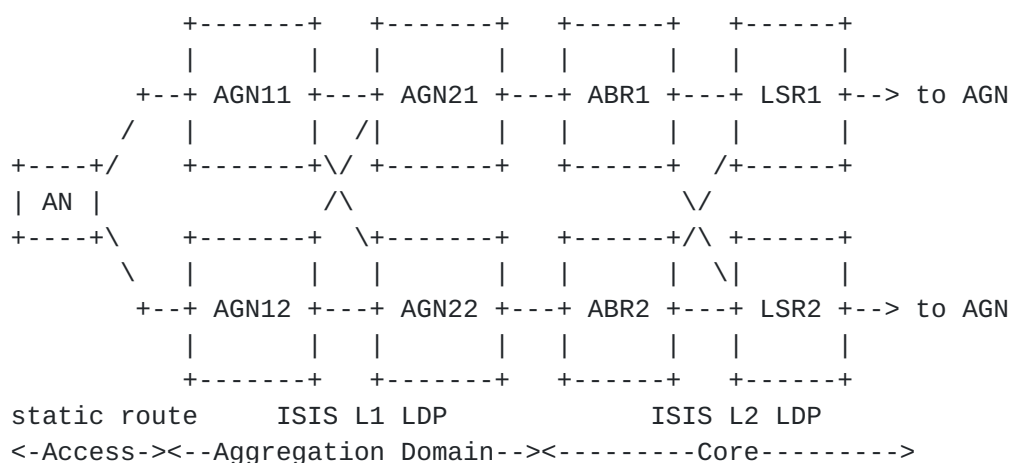 +-------+   +-------+   +------+   +------+
            |       |   |       |   |      |   |      |
         +--+ AGN11 +---+ AGN21 +---+ ABR1 +---+ LSR1 +--> to AGN
        /   |       |  /|       |   |      |   |      |
+----+/     +-------+\/ +-------+   +------+  /+------+
| AN |               /\                     \/
+----+\     +-------+  \+-------+   +------+/\ +------+
        \   |       |   |       |   |      |  \|      |
         +--+ AGN12 +---+ AGN22 +---+ ABR2 +---+ LSR2 +--> to AGN
            |       |   |       |   |      |   |      |
            +-------+   +-------+   +------+   +------+
static route     ISIS L1 LDP             ISIS L2 LDP
<-Access-><--Aggregation Domain--><---------Core--------->